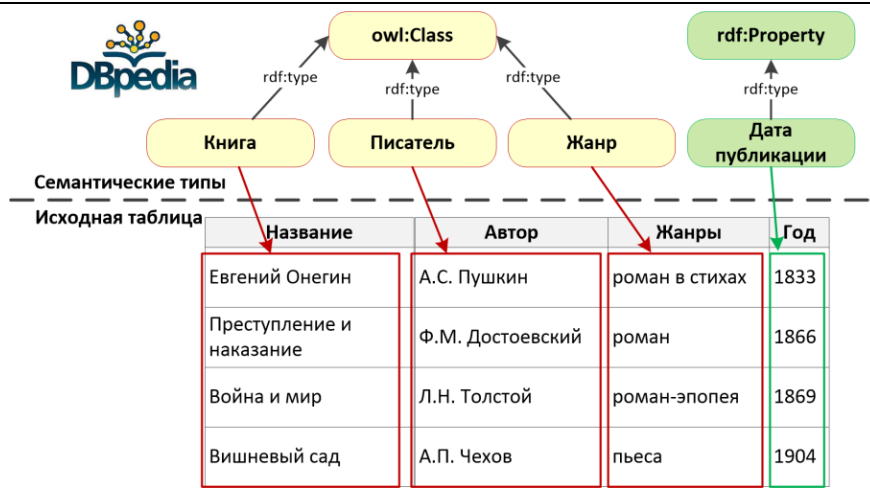 DBpedia
owl:Class
rdf:Property
rdf:type
rdf:type
rdf:type
rdf:type
Книга
Писатель
Жанр
Дата
публикации
Семантические типы
Исходная таблица
Название Автор Жанры Год
Евгений Онегин А.С. Пушкин роман в стихах 1833
Преступление и
наказание Ф.М. Достоевский роман 1866
Война и мир Л.Н. Толстой роман-эпопея 1869
Вишневый сад А.П. Чехов пьеса 1904